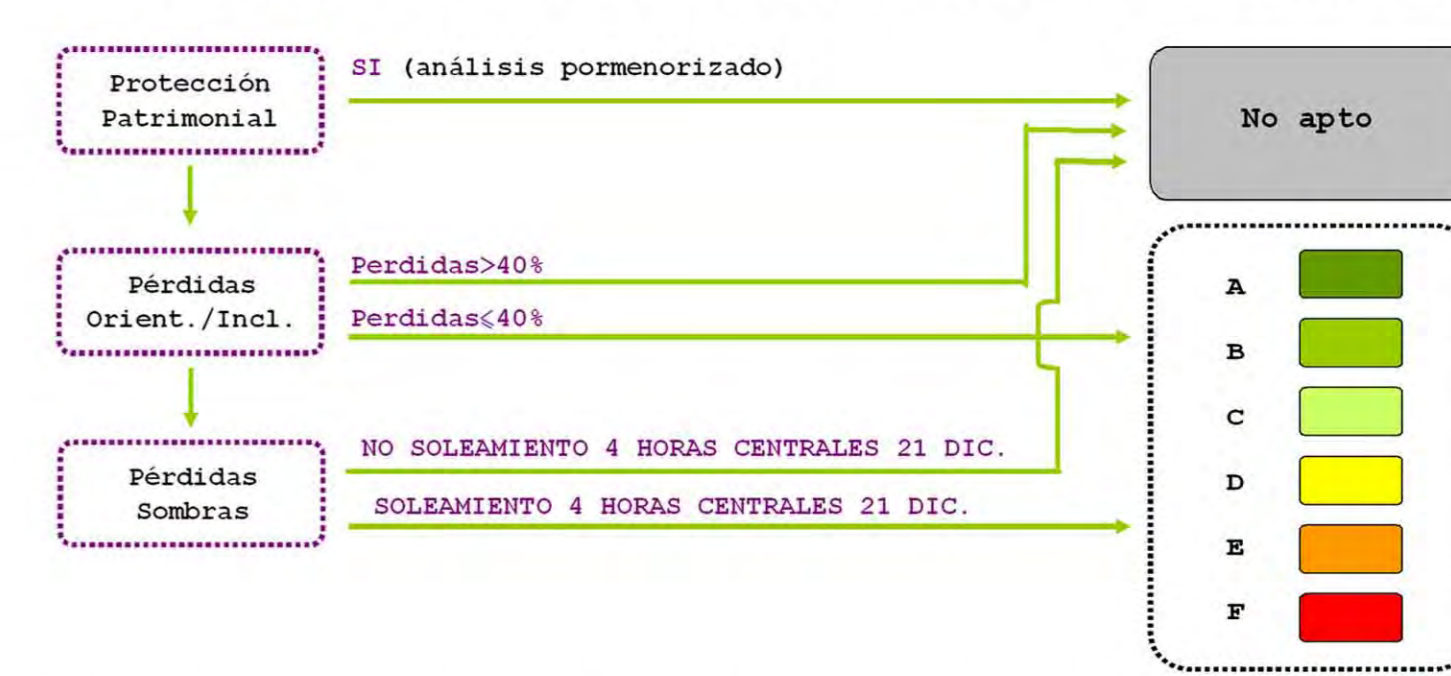 Protección
Patrimonial
SI (análisis pormenorizado)
No apto
Pérdidas
Orient./Incl.
Perdidas>40%
Perdidas⩽40%
Pérdidas
Sombras
NO SOLEAMIENTO 4 HORAS CENTRALES 21 DIC.
SOLEAMIENTO 4 HORAS CENTRALES 21 DIC.
A
B
C
D
E
F